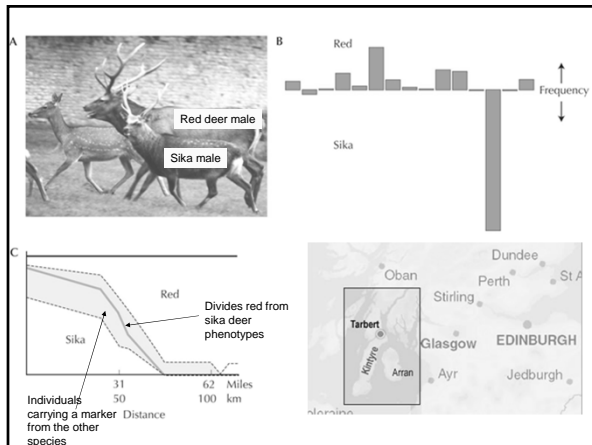 A
Red deer male
Sika male
B
Red
Frequency
Sika
C
Red
Sika
Divides red from
sika deer
phenotypes
31
62
Miles
50
100
km
Distance
Individuals
carrying a marker
from the other
species
Oban
Dundee
Perth
St A
Stirling
Tarbert
Glasgow
EDINBURGH
Kintyre
Arran
Ayr
Jedburgh
oleraine